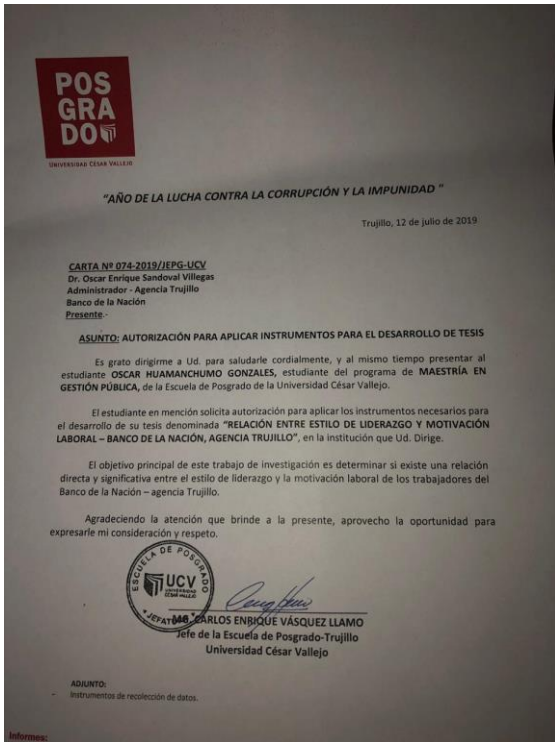 POS
GRA
DO
UNIVERSIDAD CÉSAR VALLEJO
"AÑO DE LA LUCHA CONTRA LA CORRUPCIÓN Y LA IMPUNIDAD "
Trujillo, 12 de julio de 2019
CARTA Nº 074-2019/JEPG-UCV
Dr. Oscar Enrique Sandoval Villegas
Administrador - Agencia Trujillo
Banco de la Nación
Presente.-
ASUNTO: AUTORIZACIÓN PARA APLICAR INSTRUMENTOS PARA EL DESARROLLO DE TESIS
Es grato dirigirme a Ud. para saludarle cordialmente, y al mismo tiempo presentar al
estudiante OSCAR HUAMANCHUMO GONZALES, estudiante del programa de MAESTRÍA EN
GESTIÓN PÚBLICA, de la Escuela de Posgrado de la Universidad César Vallejo.
El estudiante en mención solicita autorización para aplicar los instrumentos necesarios para
el desarrollo de su tesis denominada "RELACIÓN ENTRE ESTILO DE LIDERAZGO Y MOTIVACIÓN
LABORAL – BANCO DE LA NACIÓN, AGENCIA TRUJILLO", en la institución que Ud. Dirige.
El objetivo principal de este trabajo de investigación es determinar si existe una relación
directa y significativa entre el estilo de liderazgo y la motivación laboral de los trabajadores del
Banco de la Nación – agencia Trujillo.
Agradeciendo la atención que brinde a la presente, aprovecho la oportunidad para
expresarle mi consideración y respeto.
ESCUELA DE POSGRADO
UCV
UNIVERSIDAD
CÉSAR VALLEJO
JEFATURA
CARLOS ENRIQUE VÁSQUEZ LLAMO
Jefe de la Escuela de Posgrado-Trujillo
Universidad César Vallejo
ADJUNTO:
- Instrumentos de recolección de datos.
Informes: